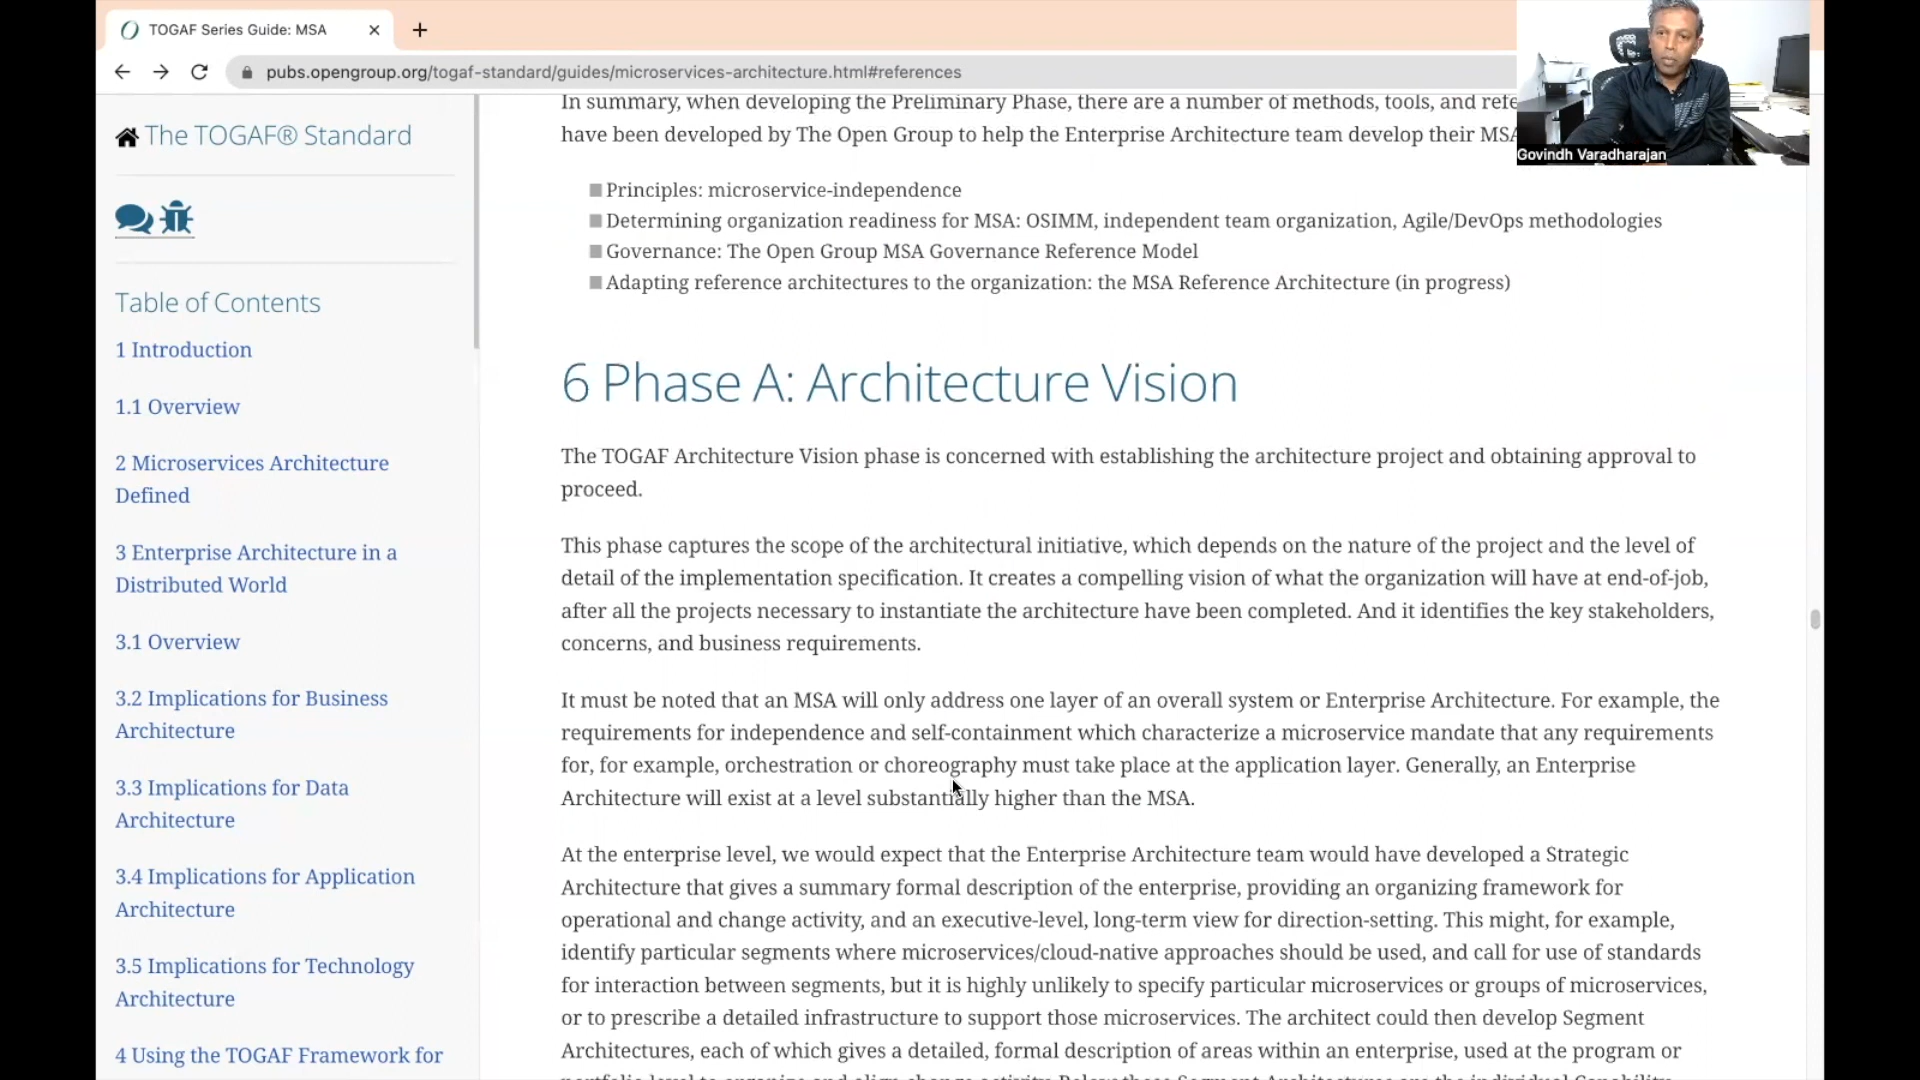 TOGAF Series Guide: MSA
pubs.opengroup.org/togaf-standard/guides/microservices-architecture.html#references
Govindh Varadharajan
The TOGAF® Standard
Table of Contents
1 Introduction
1.1 Overview
2 Microservices Architecture
Defined
3 Enterprise Architecture in a
Distributed World
3.1 Overview
3.2 Implications for Business
Architecture
3.3 Implications for Data
Architecture
3.4 Implications for Application
Architecture
3.5 Implications for Technology
Architecture
4 Using the TOGAF Framework for
In summary, when developing the Preliminary Phase, there are a number of methods, tools, and
have been developed by The Open Group to help the Enterprise Architecture team develop their MSA
Principles: microservice-independence
Determining organization readiness for MSA: OSIMM, independent team organization, Agile/DevOps methodologies
Governance: The Open Group MSA Governance Reference Model
Adapting reference architectures to the organization: the MSA Reference Architecture (in progress)
6 Phase A: Architecture Vision
The TOGAF Architecture Vision phase is concerned with establishing the architecture project and obtaining approval to
proceed.
This phase captures the scope of the architectural initiative, which depends on the nature of the project and the level of
detail of the implementation specification. It creates a compelling vision of what the organization will have at end-of-job,
after all the projects necessary to instantiate the architecture have been completed. And it identifies the key stakeholders,
concerns, and business requirements.
It must be noted that an MSA will only address one layer of an overall system or Enterprise Architecture. For example, the
requirements for independence and self-containment which characterize a microservice mandate that any requirements
for, for example, orchestration or choreography must take place at the application layer. Generally, an Enterprise
Architecture will exist at a level substantially higher than the MSA.
At the enterprise level, we would expect that the Enterprise Architecture team would have developed a Strategic
Architecture that gives a summary formal description of the enterprise, providing an organizing framework for
operational and change activity, and an executive-level, long-term view for direction-setting. This might, for example,
identify particular segments where microservices/cloud-native approaches should be used, and call for use of standards
for interaction between segments, but it is highly unlikely to specify particular microservices or groups of microservices,
or to prescribe a detailed infrastructure to support those microservices. The architect could then develop Segment
Architectures, each of which gives a detailed, formal description of areas within an enterprise, used at the program or